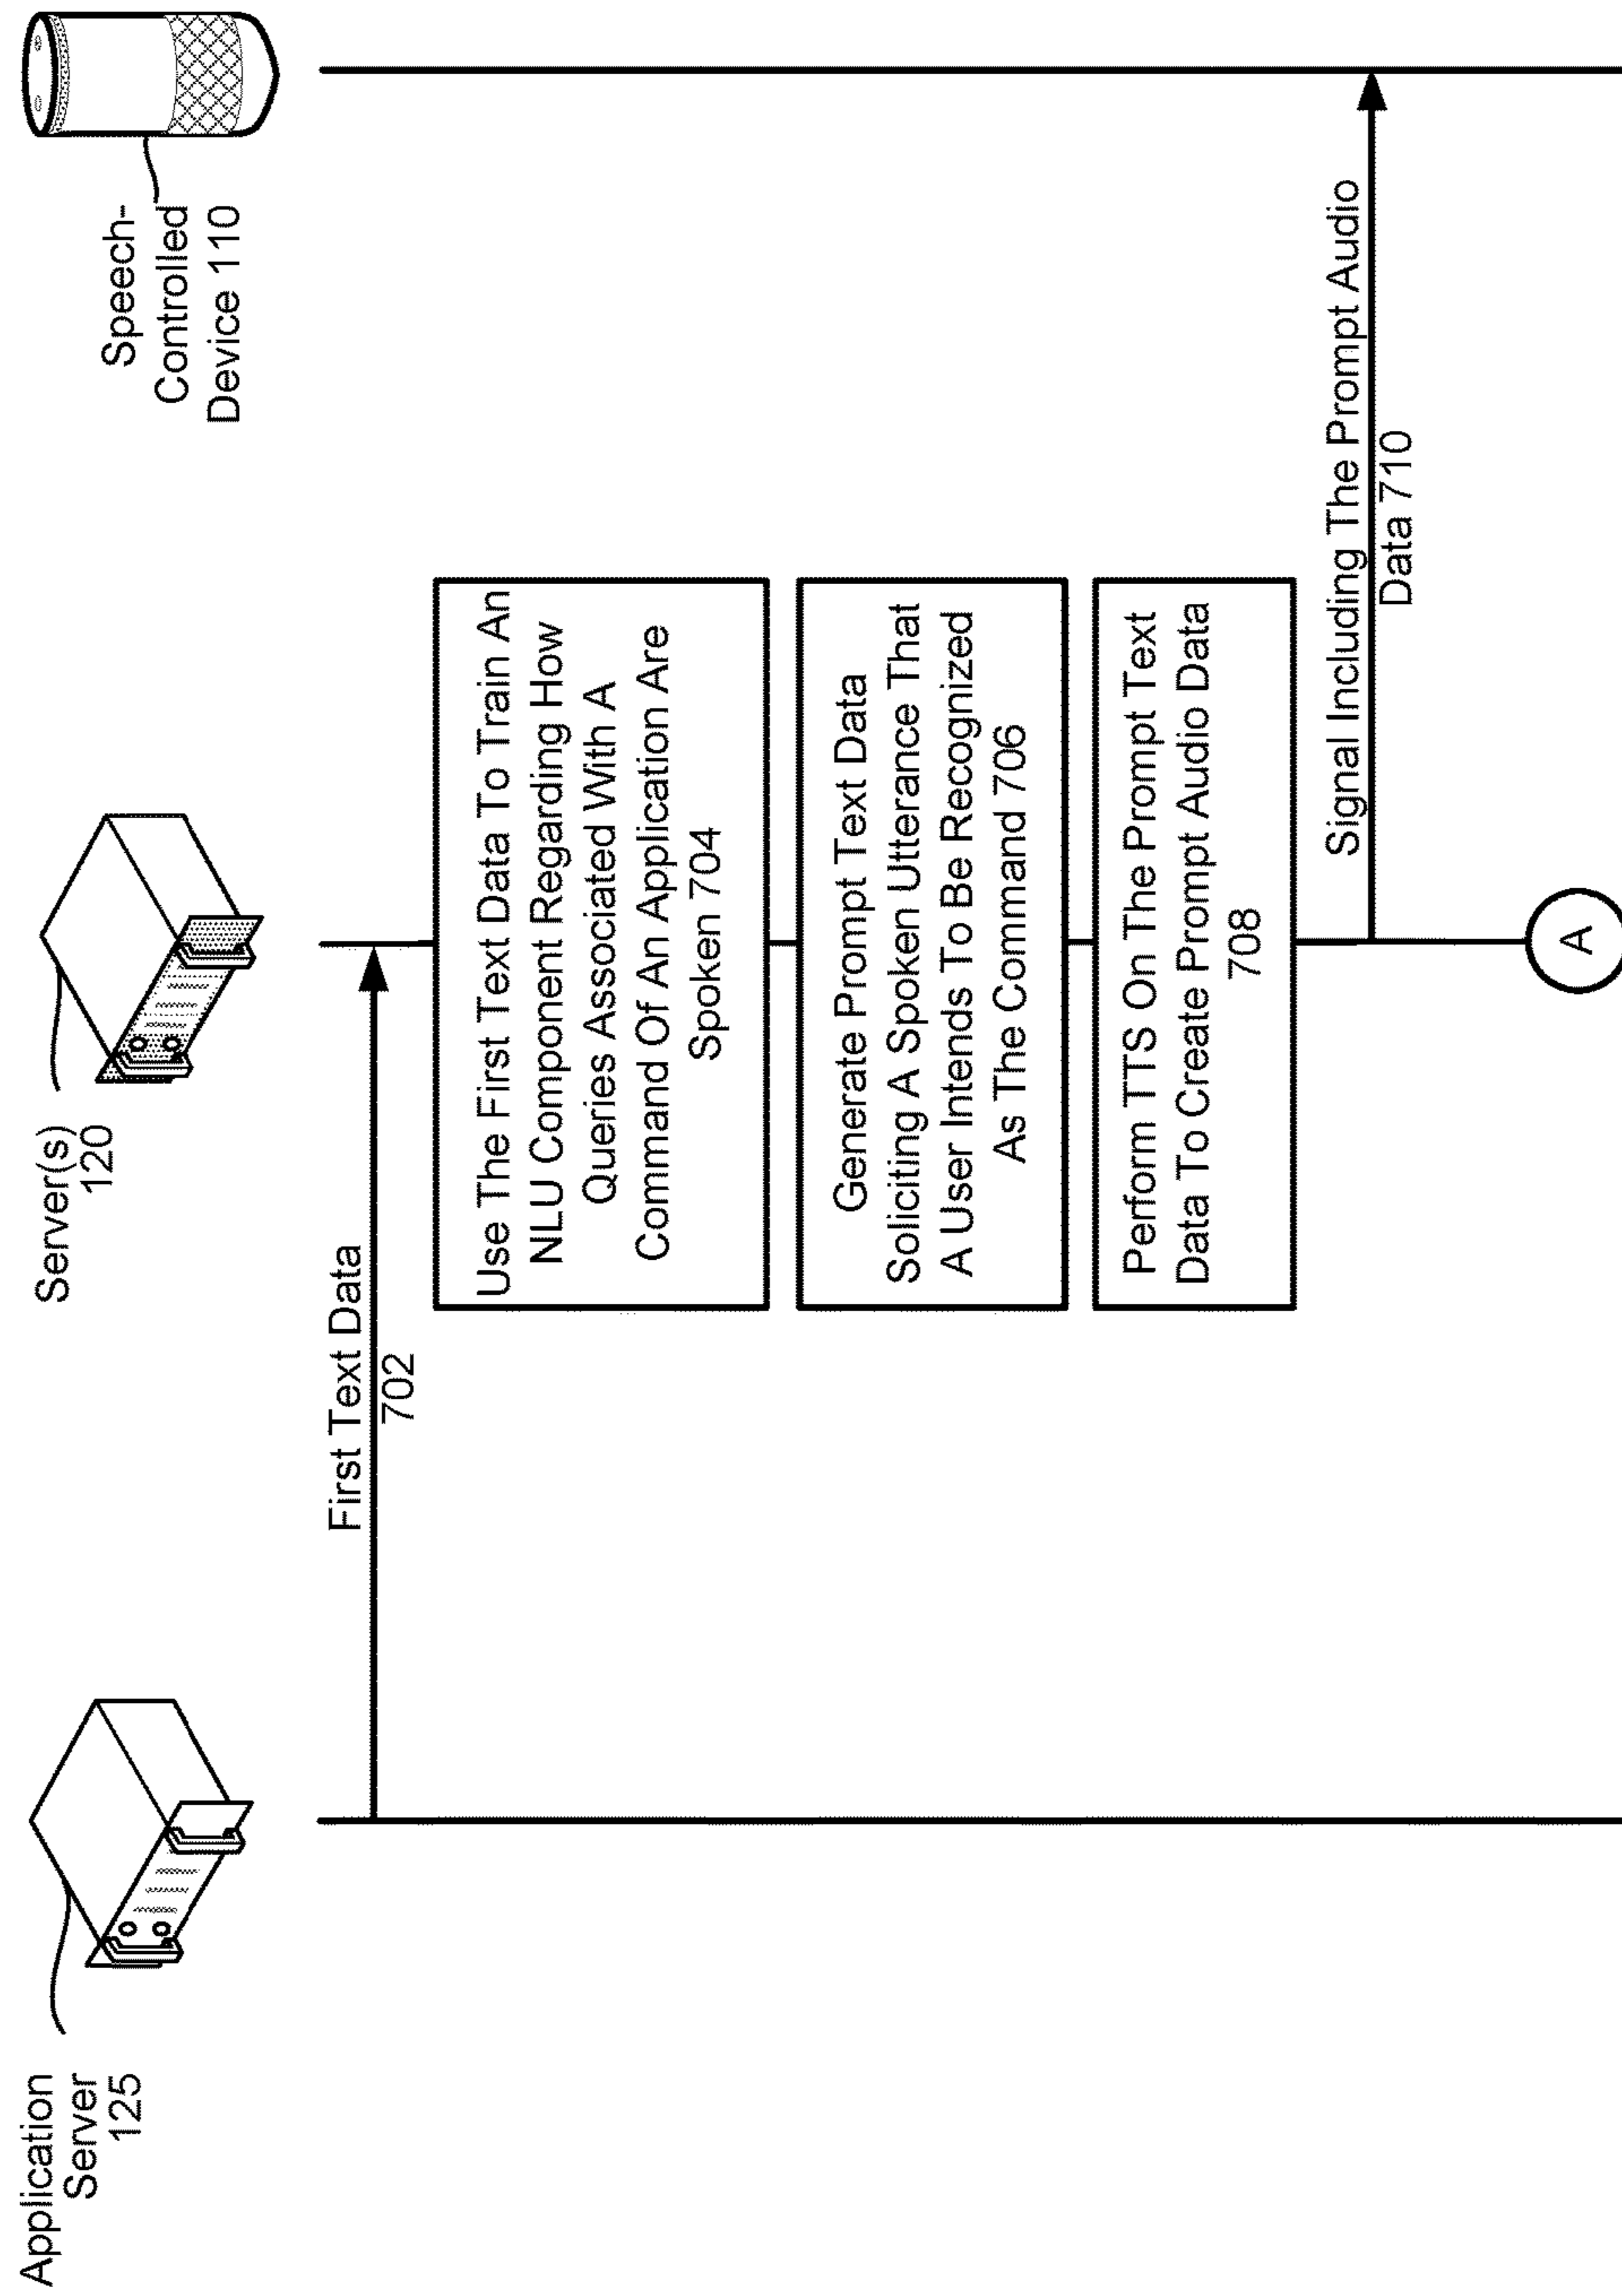 Application
Server
125
Server(s)
120
Speech-
Controlled
Device 110
First Text Data
702
Use The First Text Data To Train An
NLU Component Regarding How
Queries Associated With A
Command Of An Application Are
Spoken 704
Generate Prompt Text Data
Soliciting A Spoken Utterance That
A User Intends To Be Recognized
As The Command 706
Perform TTS On The Prompt Text
Data To Create Prompt Audio Data
708
Signal Including The Prompt Audio
Data 710
A